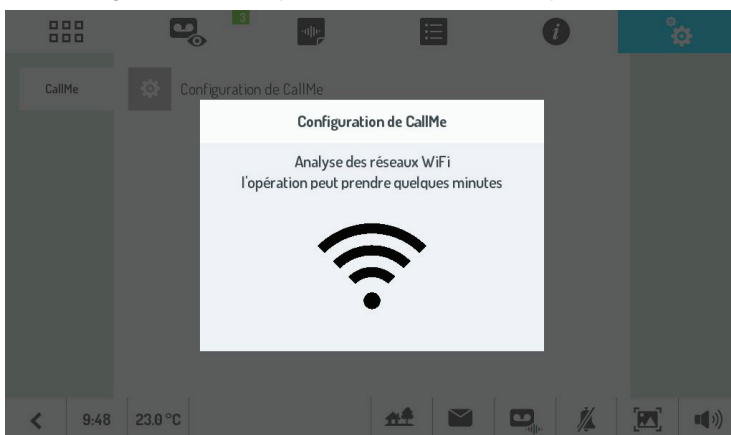 3
i
CallMe
Configuration de CallMe
Configuration de CallMe
Analyse des réseaux WiFi
l'opération peut prendre quelques minutes
9:48
23.0 °C